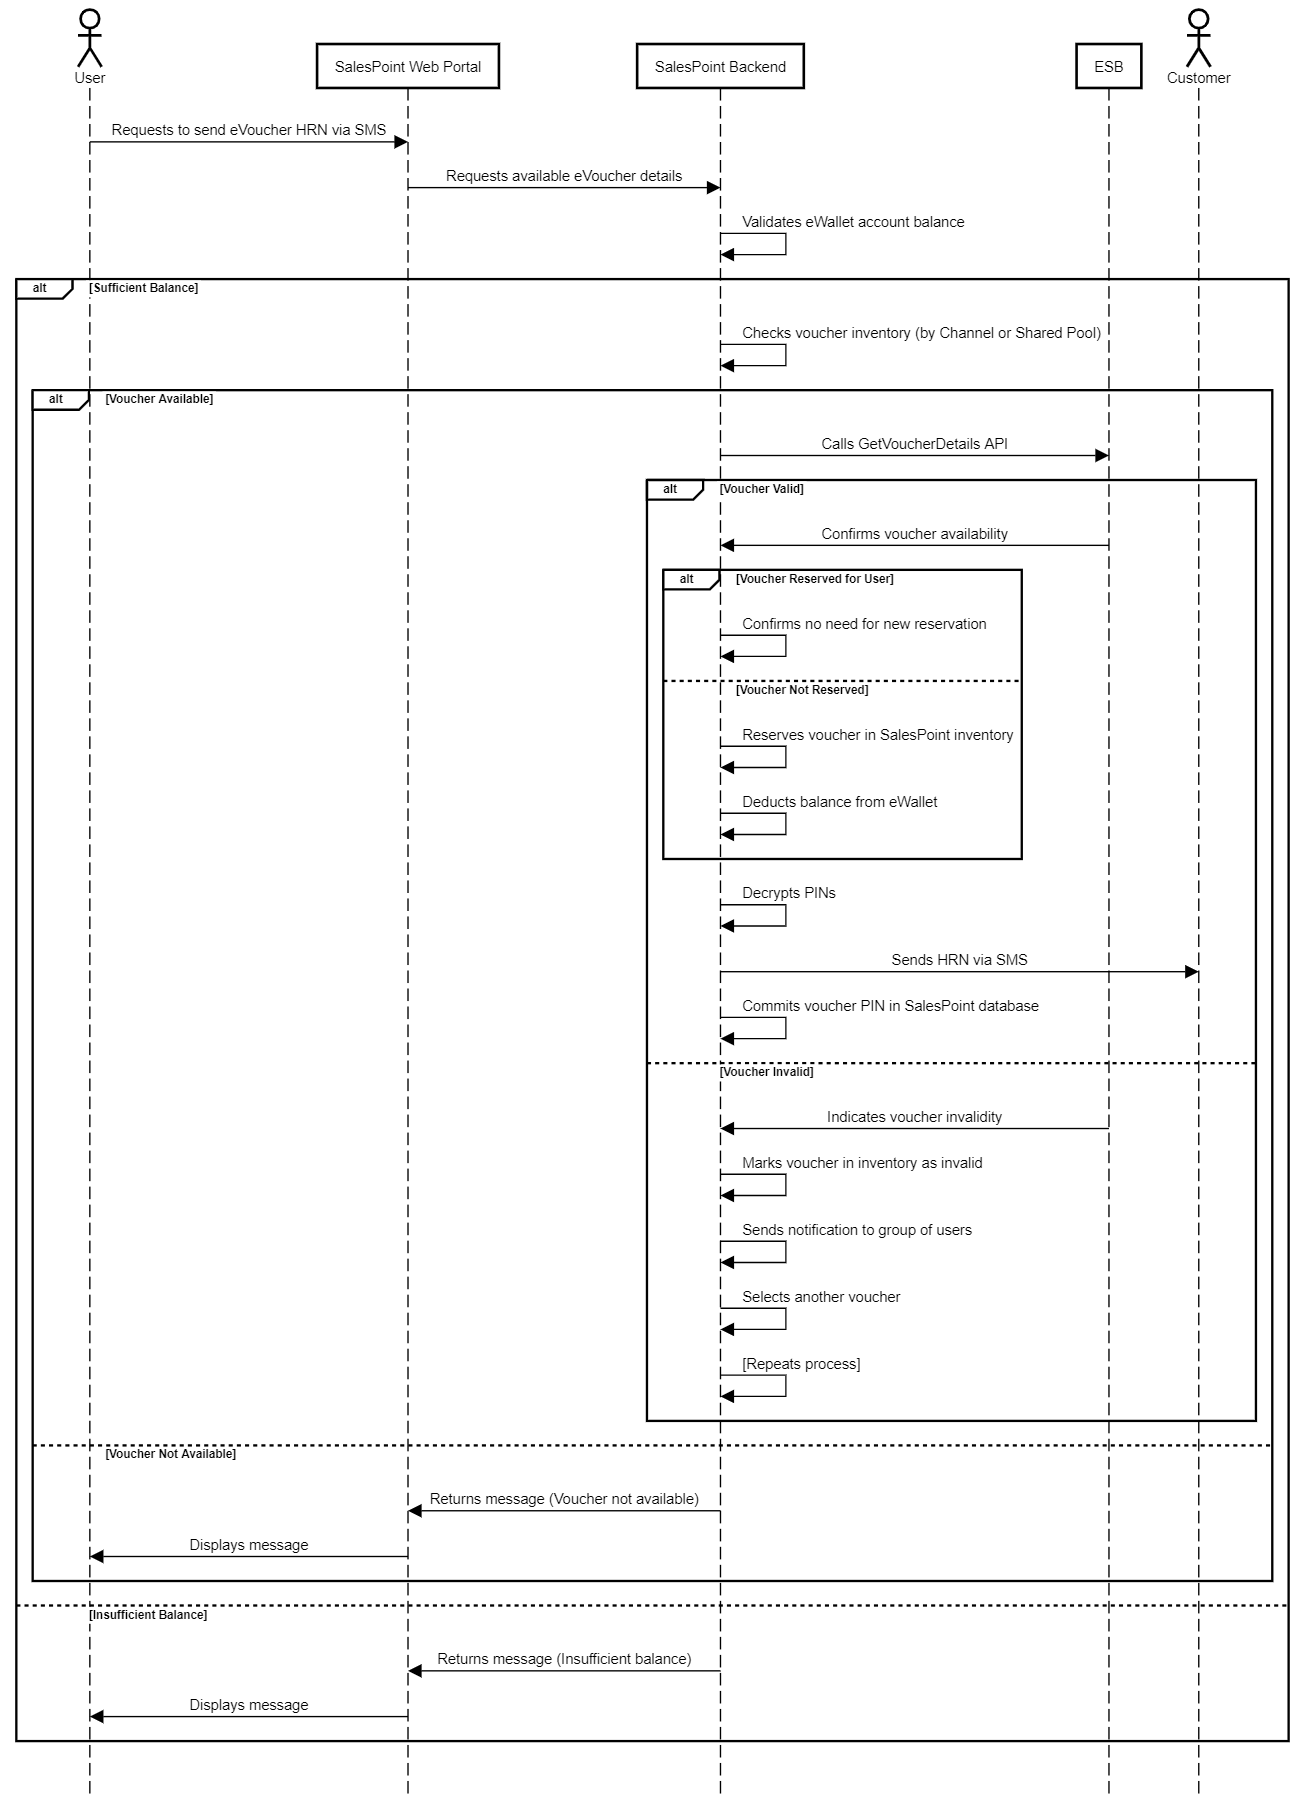 User
SalesPoint Web Portal
SalesPoint Backend
ESB
Customer
Requests to send eVoucher HRN via SMS
Requests available eVoucher details
Validates eWallet account balance
alt
[Sufficient Balance]
Checks voucher inventory (by Channel or Shared Pool)
alt
[Voucher Available]
Calls GetVoucherDetails API
alt
[Voucher Valid]
Confirms voucher availability
alt
[Voucher Reserved for User]
Confirms no need for new reservation
[Voucher Not Reserved]
Reserves voucher in SalesPoint inventory
Deducts balance from eWallet
Decrypts PINs
Sends HRN via SMS
Commits voucher PIN in SalesPoint database
[Voucher Invalid]
Indicates voucher invalidity
Marks voucher in inventory as invalid
Sends notification to group of users
Selects another voucher
[Repeats process]
[Voucher Not Available]
Returns message (Voucher not available)
Displays message
[Insufficient Balance]
Returns message (Insufficient balance)
Displays message